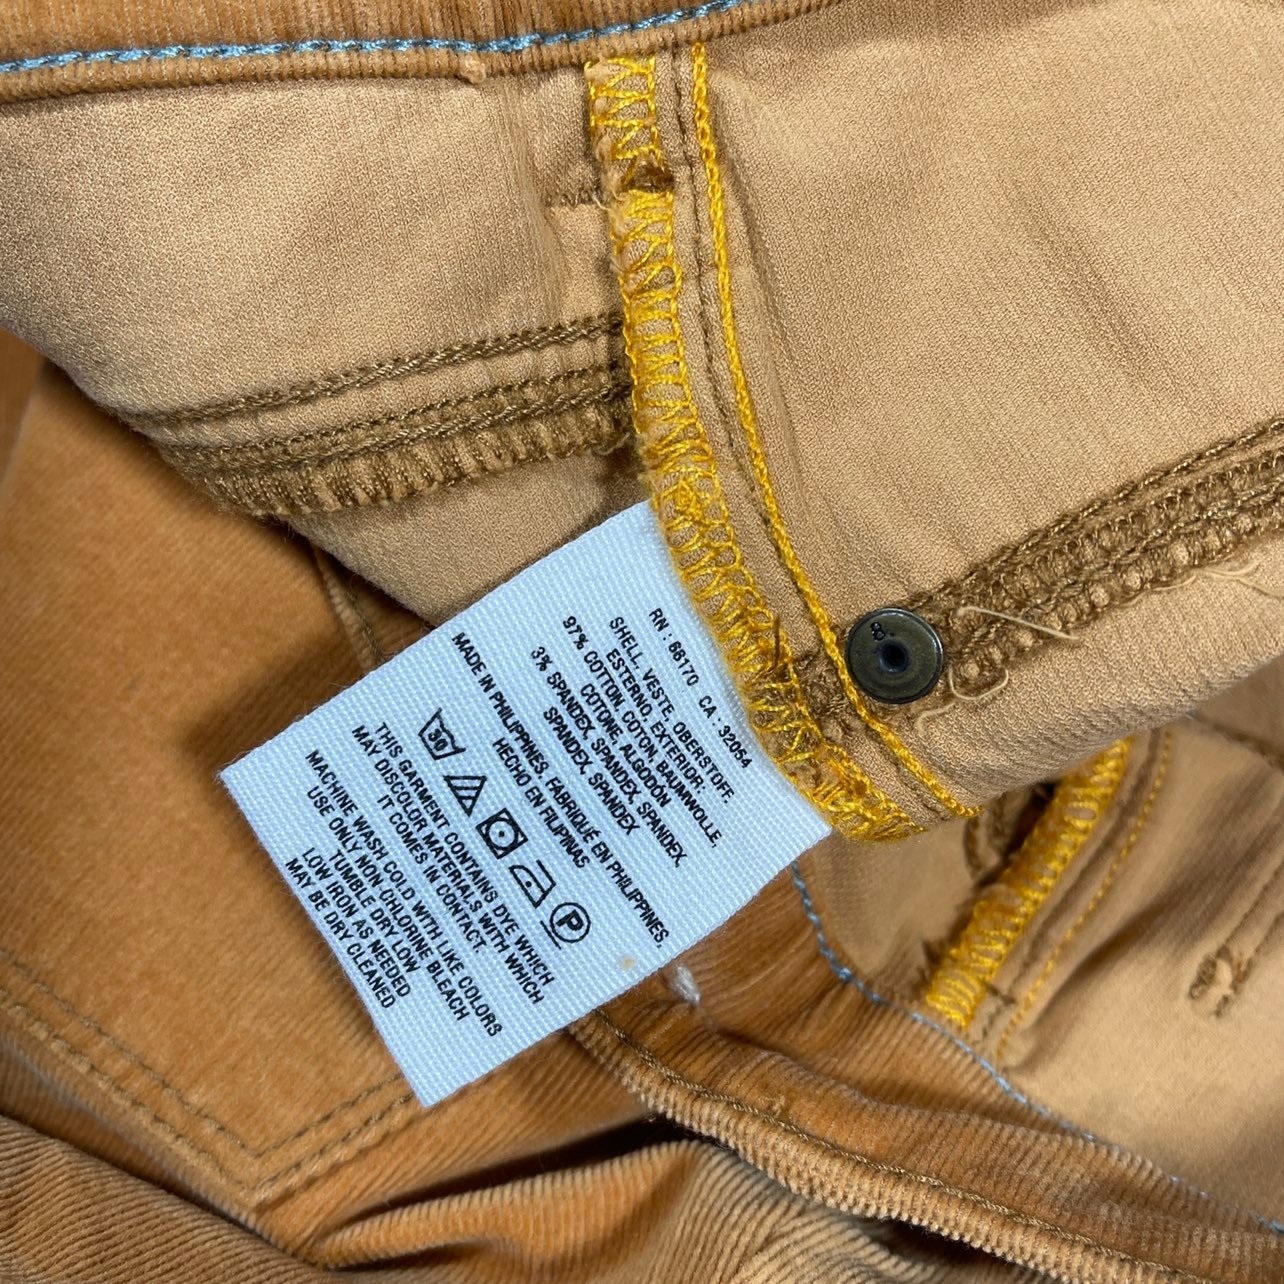 RN : 66170 CA : 32054
SHELL, VESTE, OBERSTOFF,
ESTERNO, EXTERIOR:
97% COTTON, COTON, BAUMWOLLE,
COTONE, ALGODÓN
3% SPANDEX, SPANDEX, SPANDEX,
SPANDEX, SPANDEX
MADE IN PHILIPPINES, FABRIQUÉ EN PHILIPPINES,
HECHO EN FILIPINAS
30
P
THIS GARMENT CONTAINS DYE WHICH
MAY DISCOLOR MATERIALS WITH WHICH
IT COMES IN CONTACT
MACHINE WASH COLD WITH LIKE COLORS
USE ONLY NON-CHLORINE BLEACH
TUMBLE DRY LOW
LOW IRON AS NEEDED
MAY BE DRY CLEANED